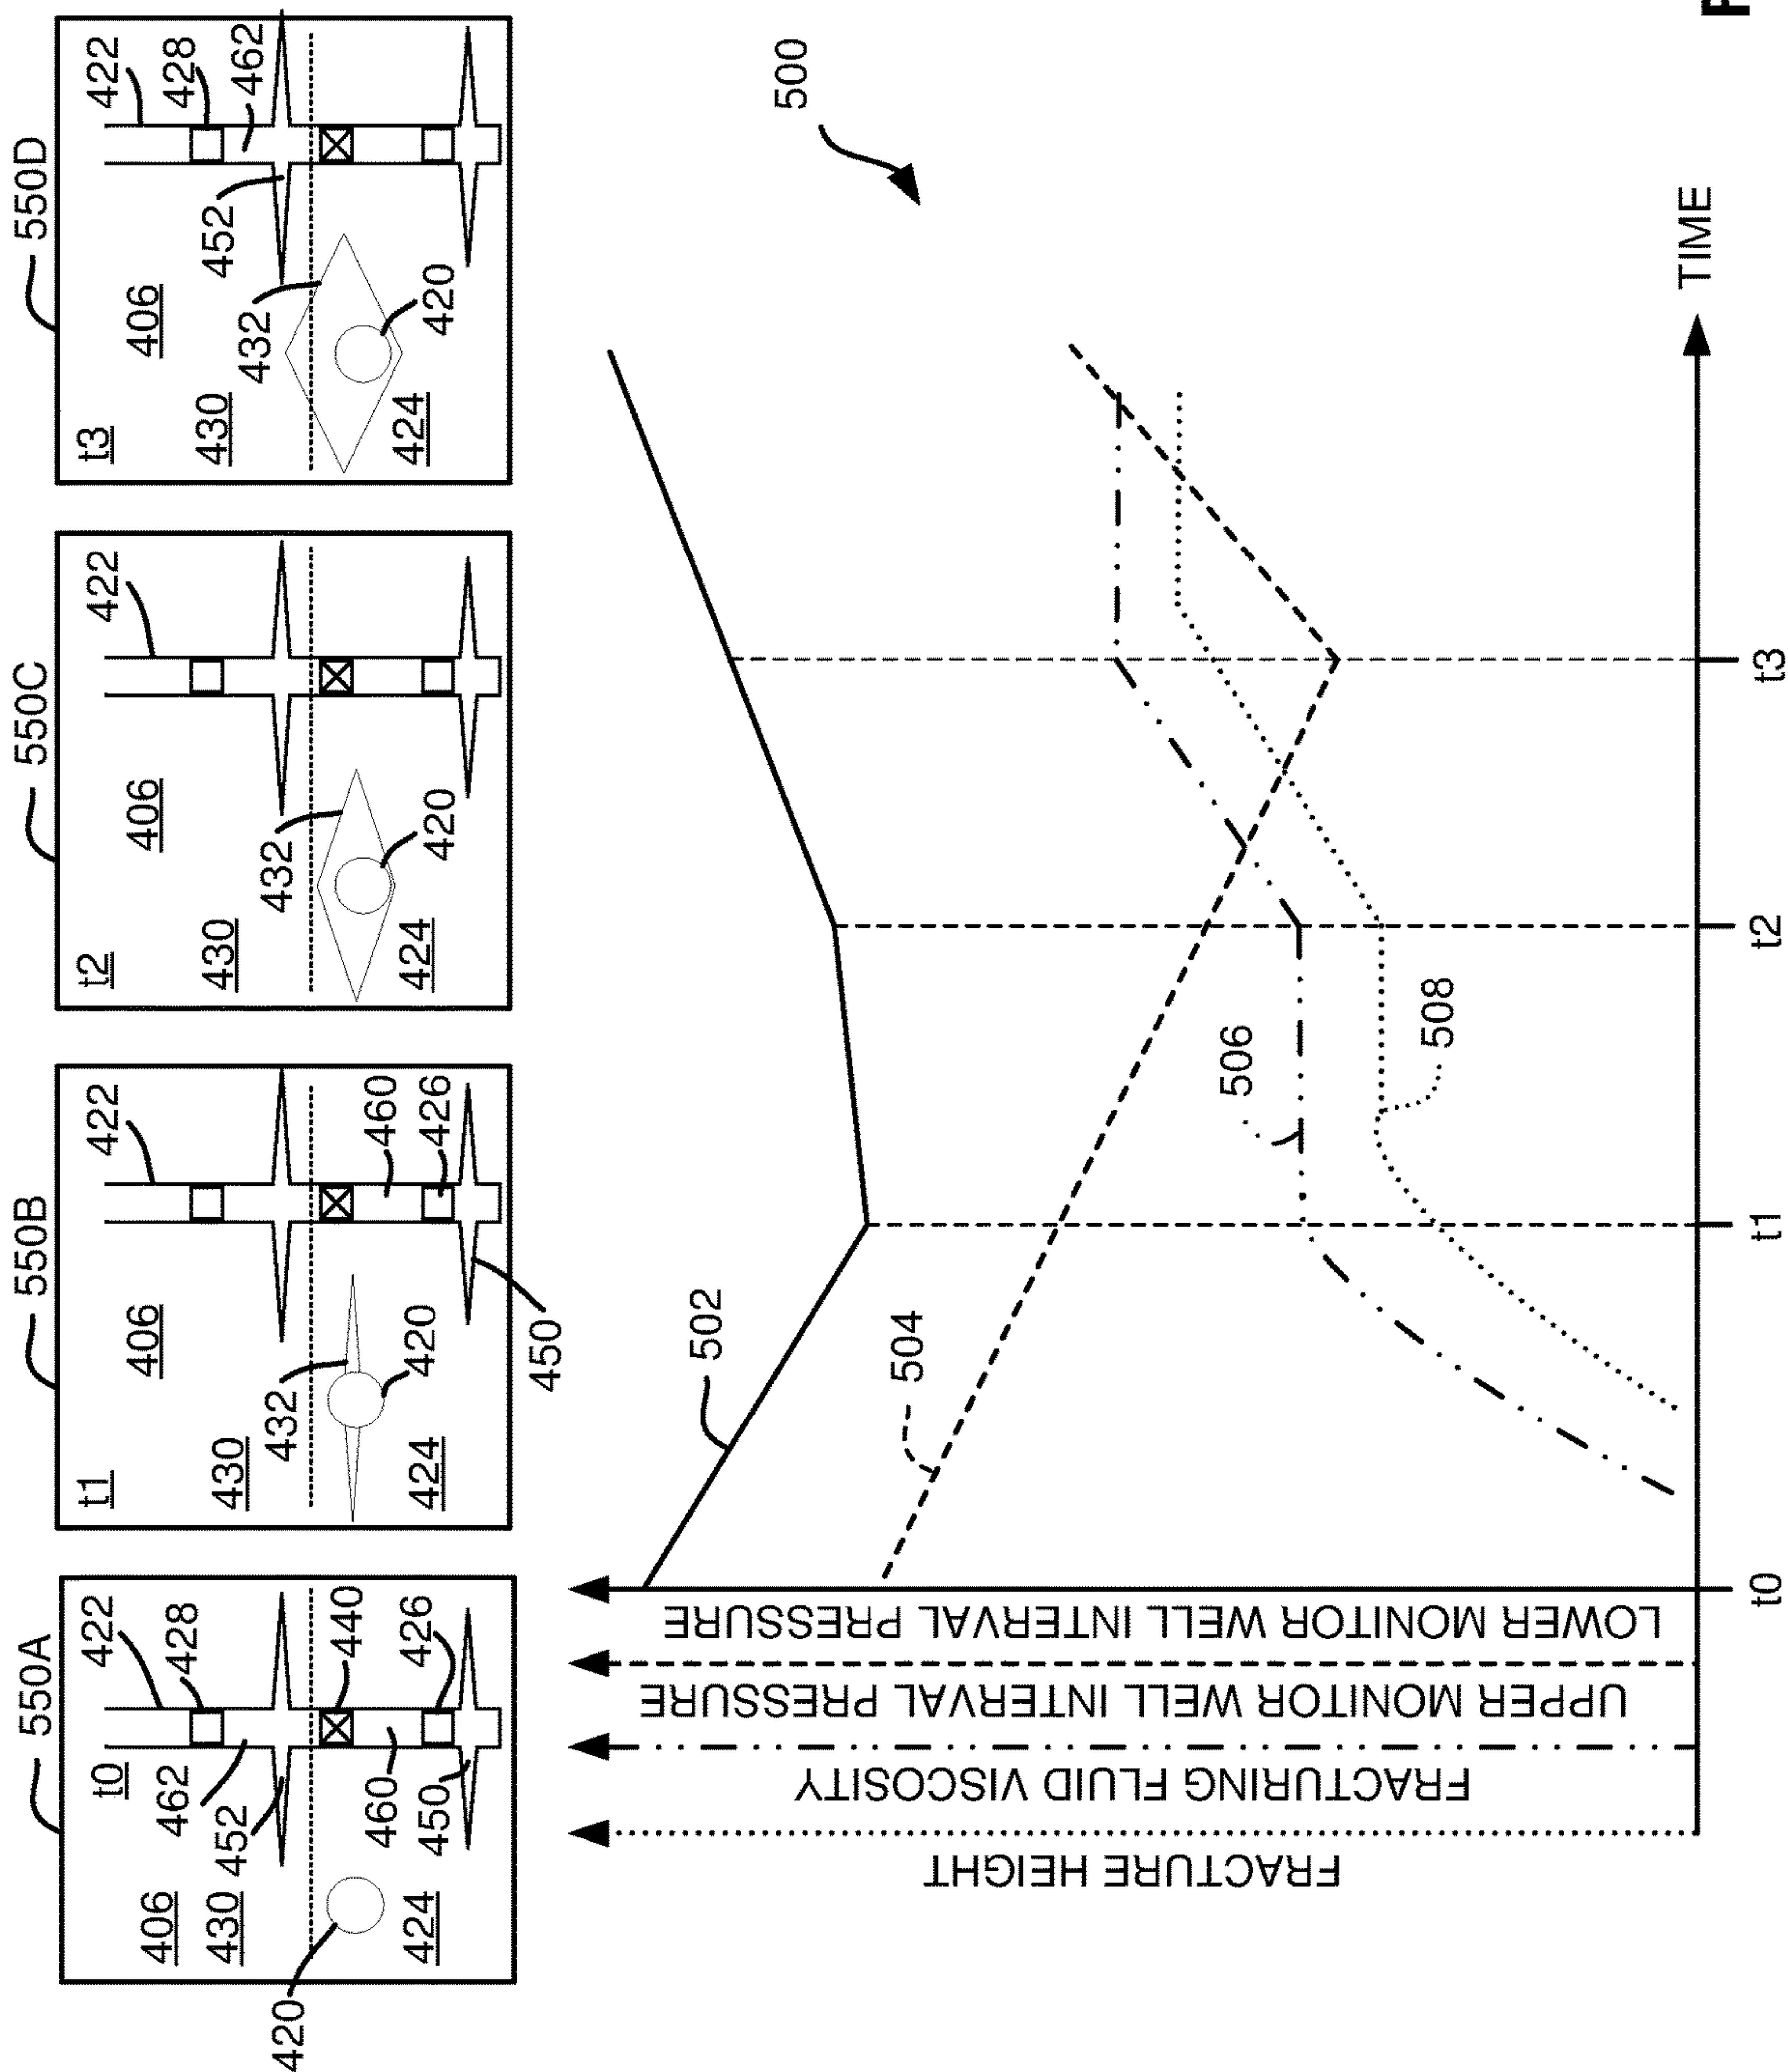 550A
t0
406
430
462
452
422
428
440
460
426
450
424
420
550B
t1
406
430
432
422
460
426
420
424
450
550C
t2
406
430
432
422
420
424
550D
t3
406
430
432
452
422
428
462
420
424
500
FRACTURE HEIGHT
FRACTURING FLUID VISCOSITY
UPPER MONITOR WELL INTERVAL PRESSURE
LOWER MONITOR WELL INTERVAL PRESSURE
502
504
506
508
t0
t1
t2
t3
TIME